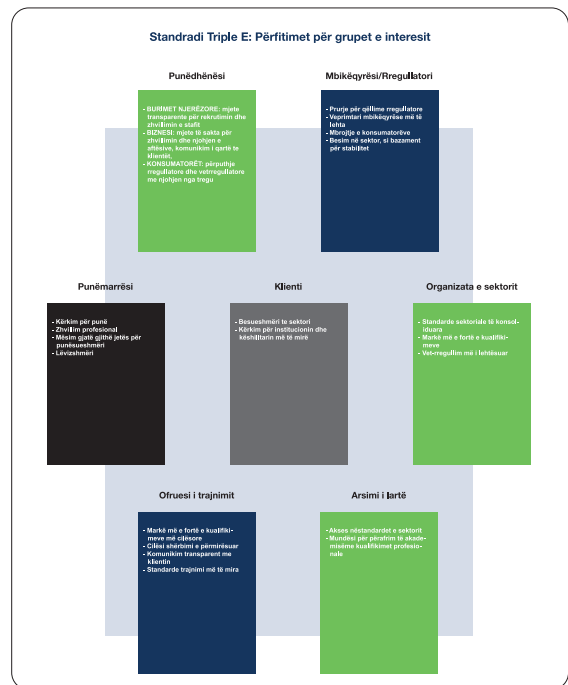 Standradi Triple E: Përfitimet për grupet e interesit
Punëdhënësi
- BURIMET NJERËZORE: mjete
transparente për rekrutimin dhe
zhvillimin e stafit
- BIZNESI: mjete të sakta për
zhvillimin dhe njohjen e
aftësive, komunikim i qartë te
klientët,
- KONSUMATORËT: përputhje
rregullatore dhe vetrregullatore
me njohjen nga tregu
Mbikëqyrësi/Rregullatori
- Prurje për qëllime rregullatore
- Veprimtari mbikëqyrëse më të
lehta
- Mbrojtje e konsumatorëve
- Besim në sektor, si bazament
për stabilitet
Punëmarrësi
- Kërkim për punë
- Zhvillim profesional
- Mësim gjatë gjithë jetës për
punësueshmëri
- Lëvizshmëri
Klienti
- Besueshmëri te sektori
- Kërkim për institucionin dhe
këshilltarin më të mirë
Organizata e sektorit
- Standarde sektoriale të konsol-
iduara
- Markë më e fortë e kualifiki-
meve
- Vet-rregullim më i lehtësuar
Ofruesi i trajnimit
- Markë më e fortë e kualifiki-
meve më cilësore
- Cilësi shërbimi e përmirësuar
- Komunikim transparent me
klientin
- Standarde trajnimi më të mira
Arsimi i lartë
- Akses nëstandardet e sektorit
- Mundësi për përafrim të akade-
misëme kualifikimet profesio-
nale